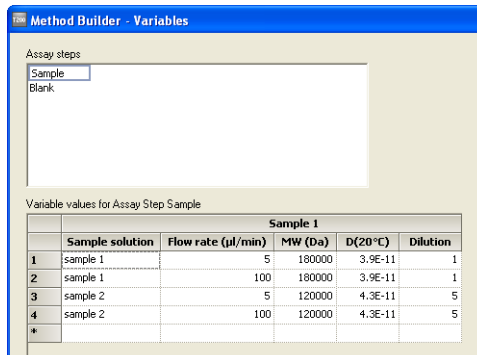 T200 Method Builder - Variables
Assay steps
Sample
Blank
Variable values for Assay Step Sample
Sample 1
Sample solution Flow rate (µl/min) MW (Da) D(20°C) Dilution
1 sample 1 5 180000 3.9E-11 1
2 sample 1 100 180000 3.9E-11 1
3 sample 2 5 120000 4.3E-11 5
4 sample 2 100 120000 4.3E-11 5
*